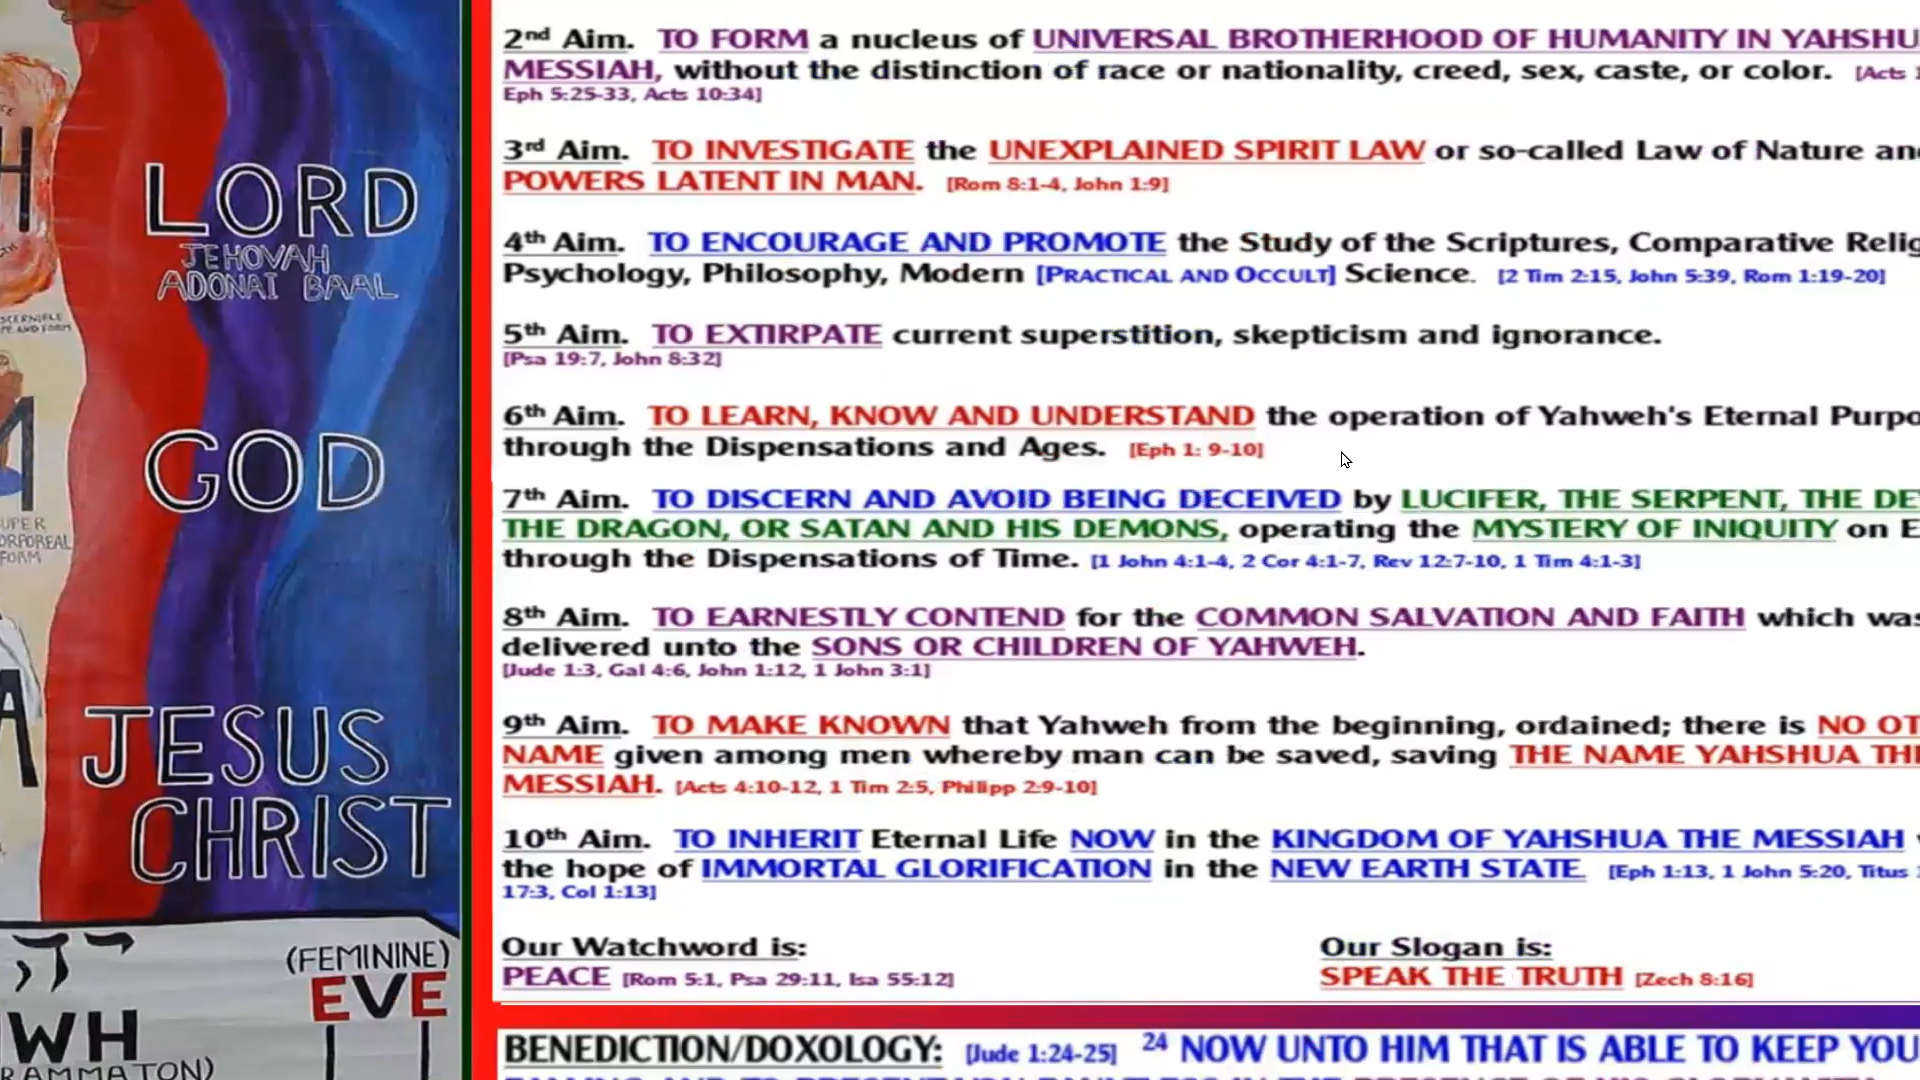 H
LORD
JEHOVAH
ADONAI BAAL
GOD
JESUS
CHRIST
(FEMININE)
EVE
WH
2nd Aim. TO FORM a nucleus of UNIVERSAL BROTHERHOOD OF HUMANITY IN YAHSHU
MESSIAH, without the distinction of race or nationality, creed, sex, caste, or color. [Acts 1
Eph 5:25-33, Acts 10:34]
3rd Aim. TO INVESTIGATE the UNEXPLAINED SPIRIT LAW or so-called Law of Nature and
POWERS LATENT IN MAN. [Rom 8:1-4, John 1:9]
4th Aim. TO ENCOURAGE AND PROMOTE the Study of the Scriptures, Comparative Relig
Psychology, Philosophy, Modern [PRACTICAL AND OCCULT] Science. [2 Tim 2:15, John 5:39, Rom 1:19-20]
5th Aim. TO EXTIRPATE current superstition, skepticism and ignorance.
[Psa 19:7, John 8:32]
6th Aim. TO LEARN, KNOW AND UNDERSTAND the operation of Yahweh's Eternal Purpo
through the Dispensations and Ages. [Eph 1: 9-10]
7th Aim. TO DISCERN AND AVOID BEING DECEIVED by LUCIFER, THE SERPENT, THE DE
THE DRAGON, OR SATAN AND HIS DEMONS, operating the MYSTERY OF INIQUITY on E
through the Dispensations of Time. [1 John 4:1-4, 2 Cor 4:1-7, Rev 12:7-10, 1 Tim 4:1-3]
8th Aim. TO EARNESTLY CONTEND for the COMMON SALVATION AND FAITH which was
delivered unto the SONS OR CHILDREN OF YAHWEH.
[Jude 1:3, Gal 4:6, John 1:12, 1 John 3:1]
9th Aim. TO MAKE KNOWN that Yahweh from the beginning, ordained; there is NO OT
NAME given among men whereby man can be saved, saving THE NAME YAHSHUA THE
MESSIAH. [Acts 4:10-12, 1 Tim 2:5, Philipp 2:9-10]
10th Aim. TO INHERIT Eternal Life NOW in the KINGDOM OF YAHSHUA THE MESSIAH
the hope of IMMORTAL GLORIFICATION in the NEW EARTH STATE. [Eph 1:13, 1 John 5:20, Titus
17:3, Col 1:13]
Our Watchword is:
PEACE [Rom 5:1, Psa 29:11, Isa 55:12]
Our Slogan is:
SPEAK THE TRUTH [Zech 8:16]
BENEDICTION/DOXOLOGY: [Jude 1:24-25] 24 NOW UNTO HIM THAT IS ABLE TO KEEP YOU